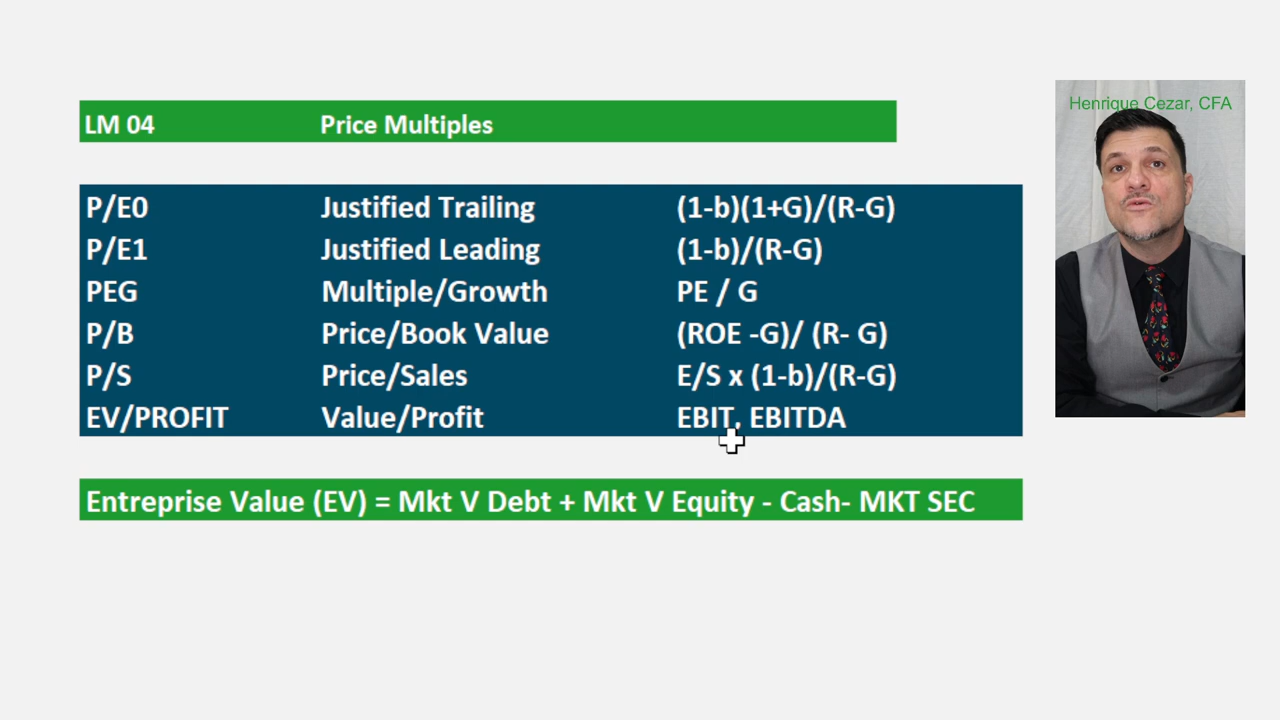 LM 04 Price Multiples
Henrique Cezar, CFA
P/E0 Justified Trailing (1-b)(1+G)/(R-G)
P/E1 Justified Leading (1-b)/(R-G)
PEG Multiple/Growth PE / G
P/B Price/Book Value (ROE -G)/ (R- G)
P/S Price/Sales E/S x (1-b)/(R-G)
EV/PROFIT Value/Profit EBIT, EBITDA
Entreprise Value (EV) = Mkt V Debt + Mkt V Equity - Cash- MKT SEC